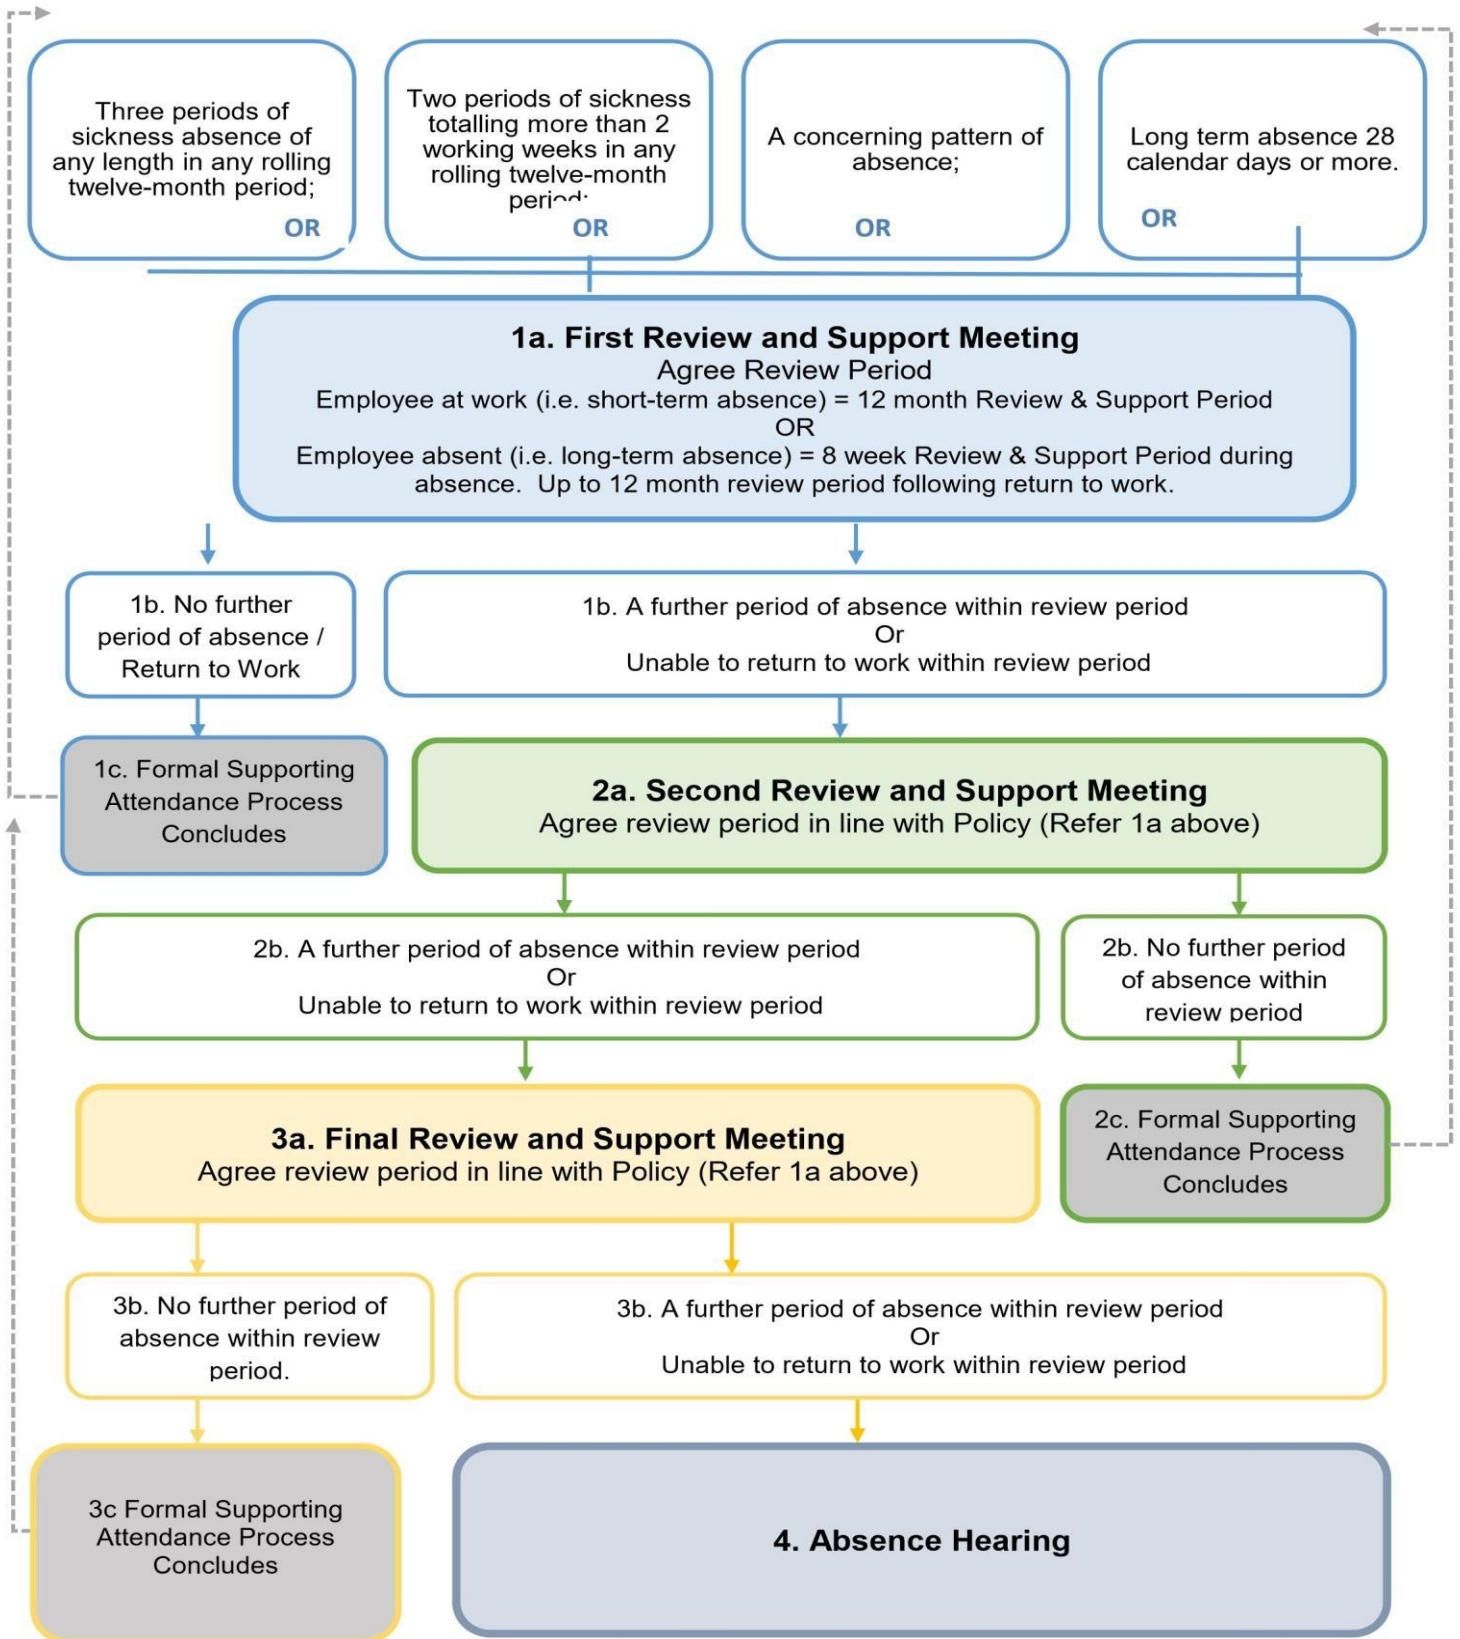 Three periods of
sickness absence of
any length in any rolling
twelve-month period;
OR
Two periods of sickness
totalling more than 2
working weeks in any
rolling twelve-month
period;
OR
A concerning pattern of
absence;
OR
Long term absence 28
calendar days or more.
OR
1a. First Review and Support Meeting
Agree Review Period
Employee at work (i.e. short-term absence) = 12 month Review & Support Period
OR
Employee absent (i.e. long-term absence) = 8 week Review & Support Period during
absence. Up to 12 month review period following return to work.
1b. No further
period of absence /
Return to Work
1b. A further period of absence within review period
Or
Unable to return to work within review period
1c. Formal Supporting
Attendance Process
Concludes
2a. Second Review and Support Meeting
Agree review period in line with Policy (Refer 1a above)
2b. A further period of absence within review period
Or
Unable to return to work within review period
2b. No further period
of absence within
review period
3a. Final Review and Support Meeting
Agree review period in line with Policy (Refer 1a above)
2c. Formal Supporting
Attendance Process
Concludes
3b. No further period of
absence within review
period.
3b. A further period of absence within review period
Or
Unable to return to work within review period
3c Formal Supporting
Attendance Process
Concludes
4. Absence Hearing